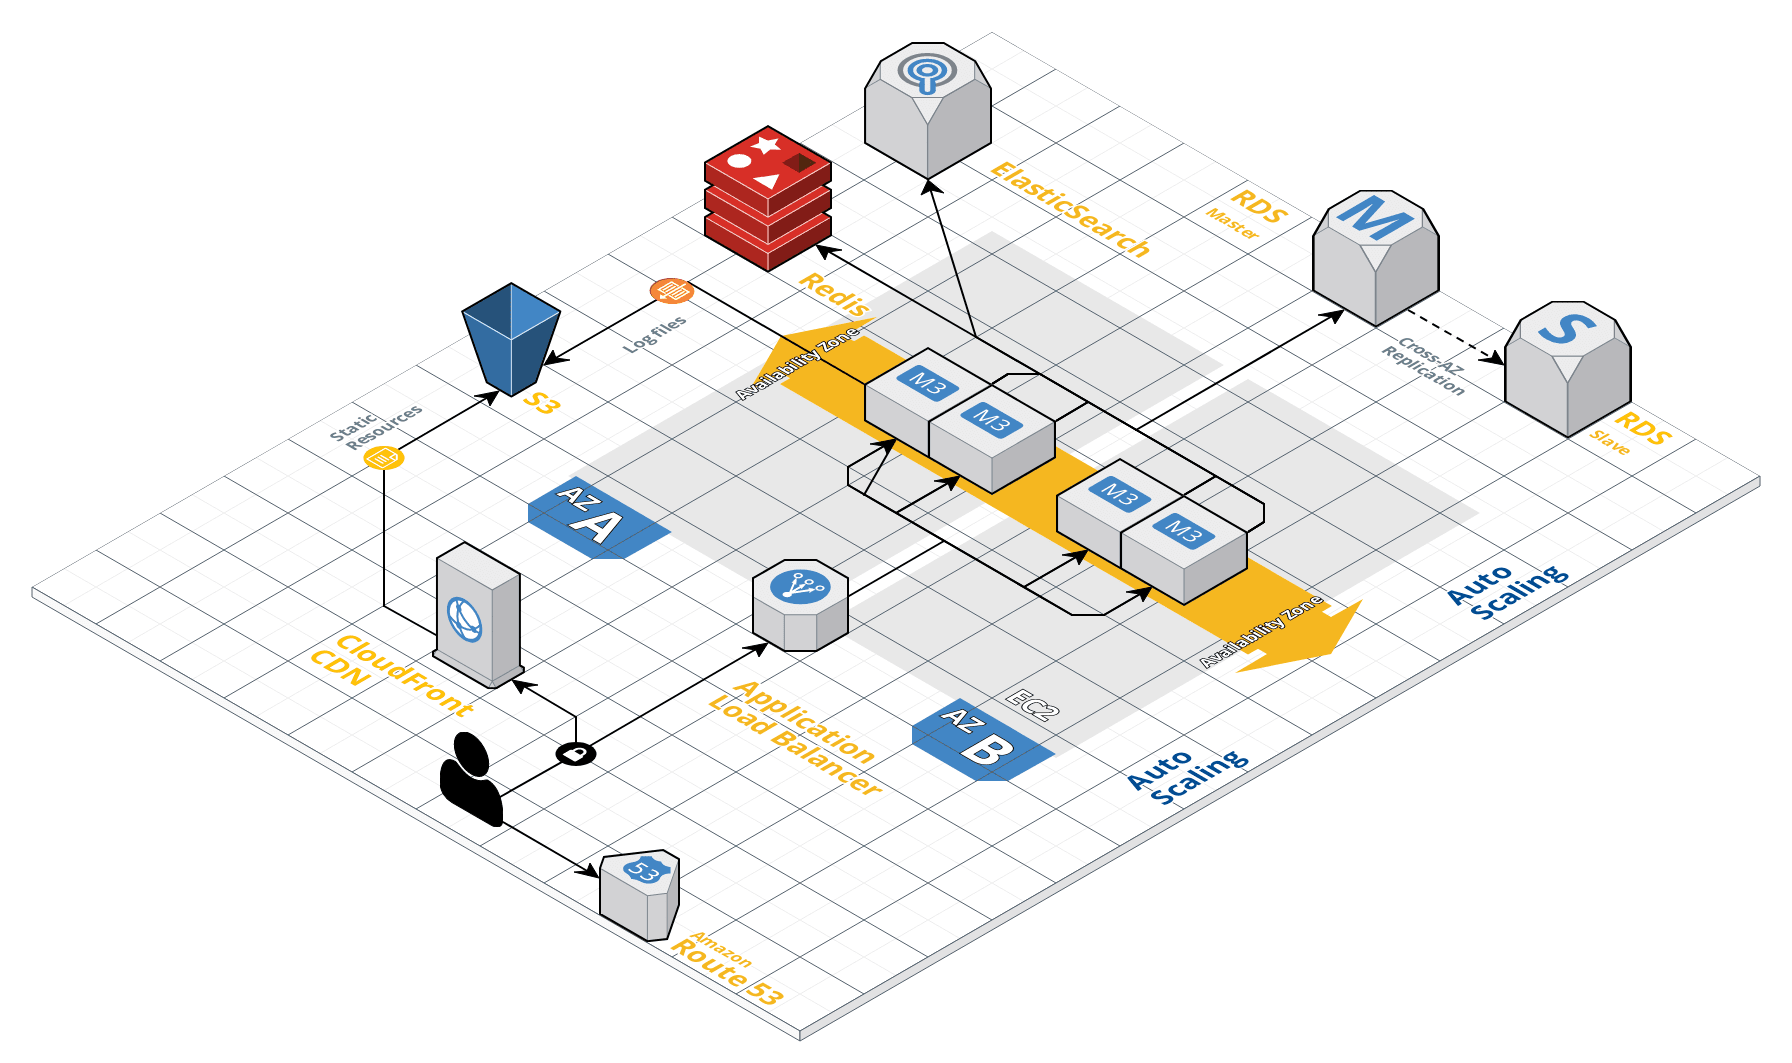 ElasticSearch
RDS
Master
M
Redis
Log files
S3
Availability Zone
M3
M3
Cross-AZ
Replication
S
RDS
Slave
Static
Resources
AZ
A
M3
M3
Auto
Scaling
Availability Zone
CloudFront
CDN
Application
Load Balancer
EC2
AZ
B
Auto
Scaling
53
Amazon
Route 53